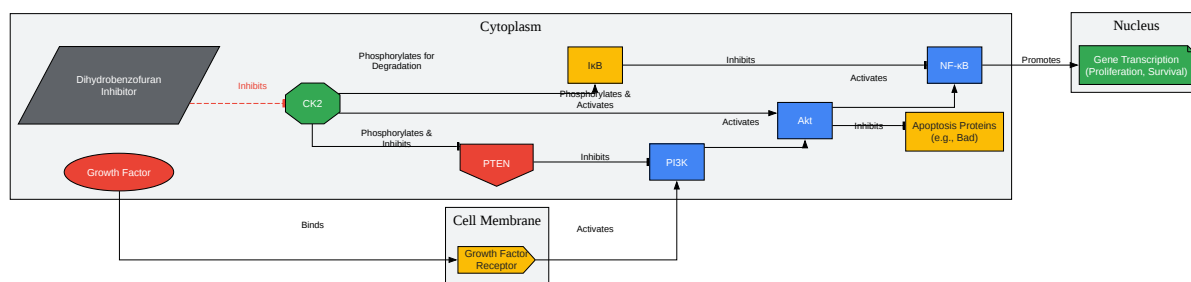 Cytoplasm
Nucleus
Dihydrobenzofuran
Inhibitor
Inhibits
CK2
Phosphorylates for
Degradation
IκB
Inhibits
NF-κB
Promotes
Gene Transcription
(Proliferation, Survival)
Phosphorylates &
Activates
Activates
Activates
Akt
Inhibits
Apoptosis Proteins
(e.g., Bad)
Phosphorylates &
Inhibits
PTEN
Inhibits
PI3K
Growth Factor
Binds
Cell Membrane
Growth Factor
Receptor
Activates